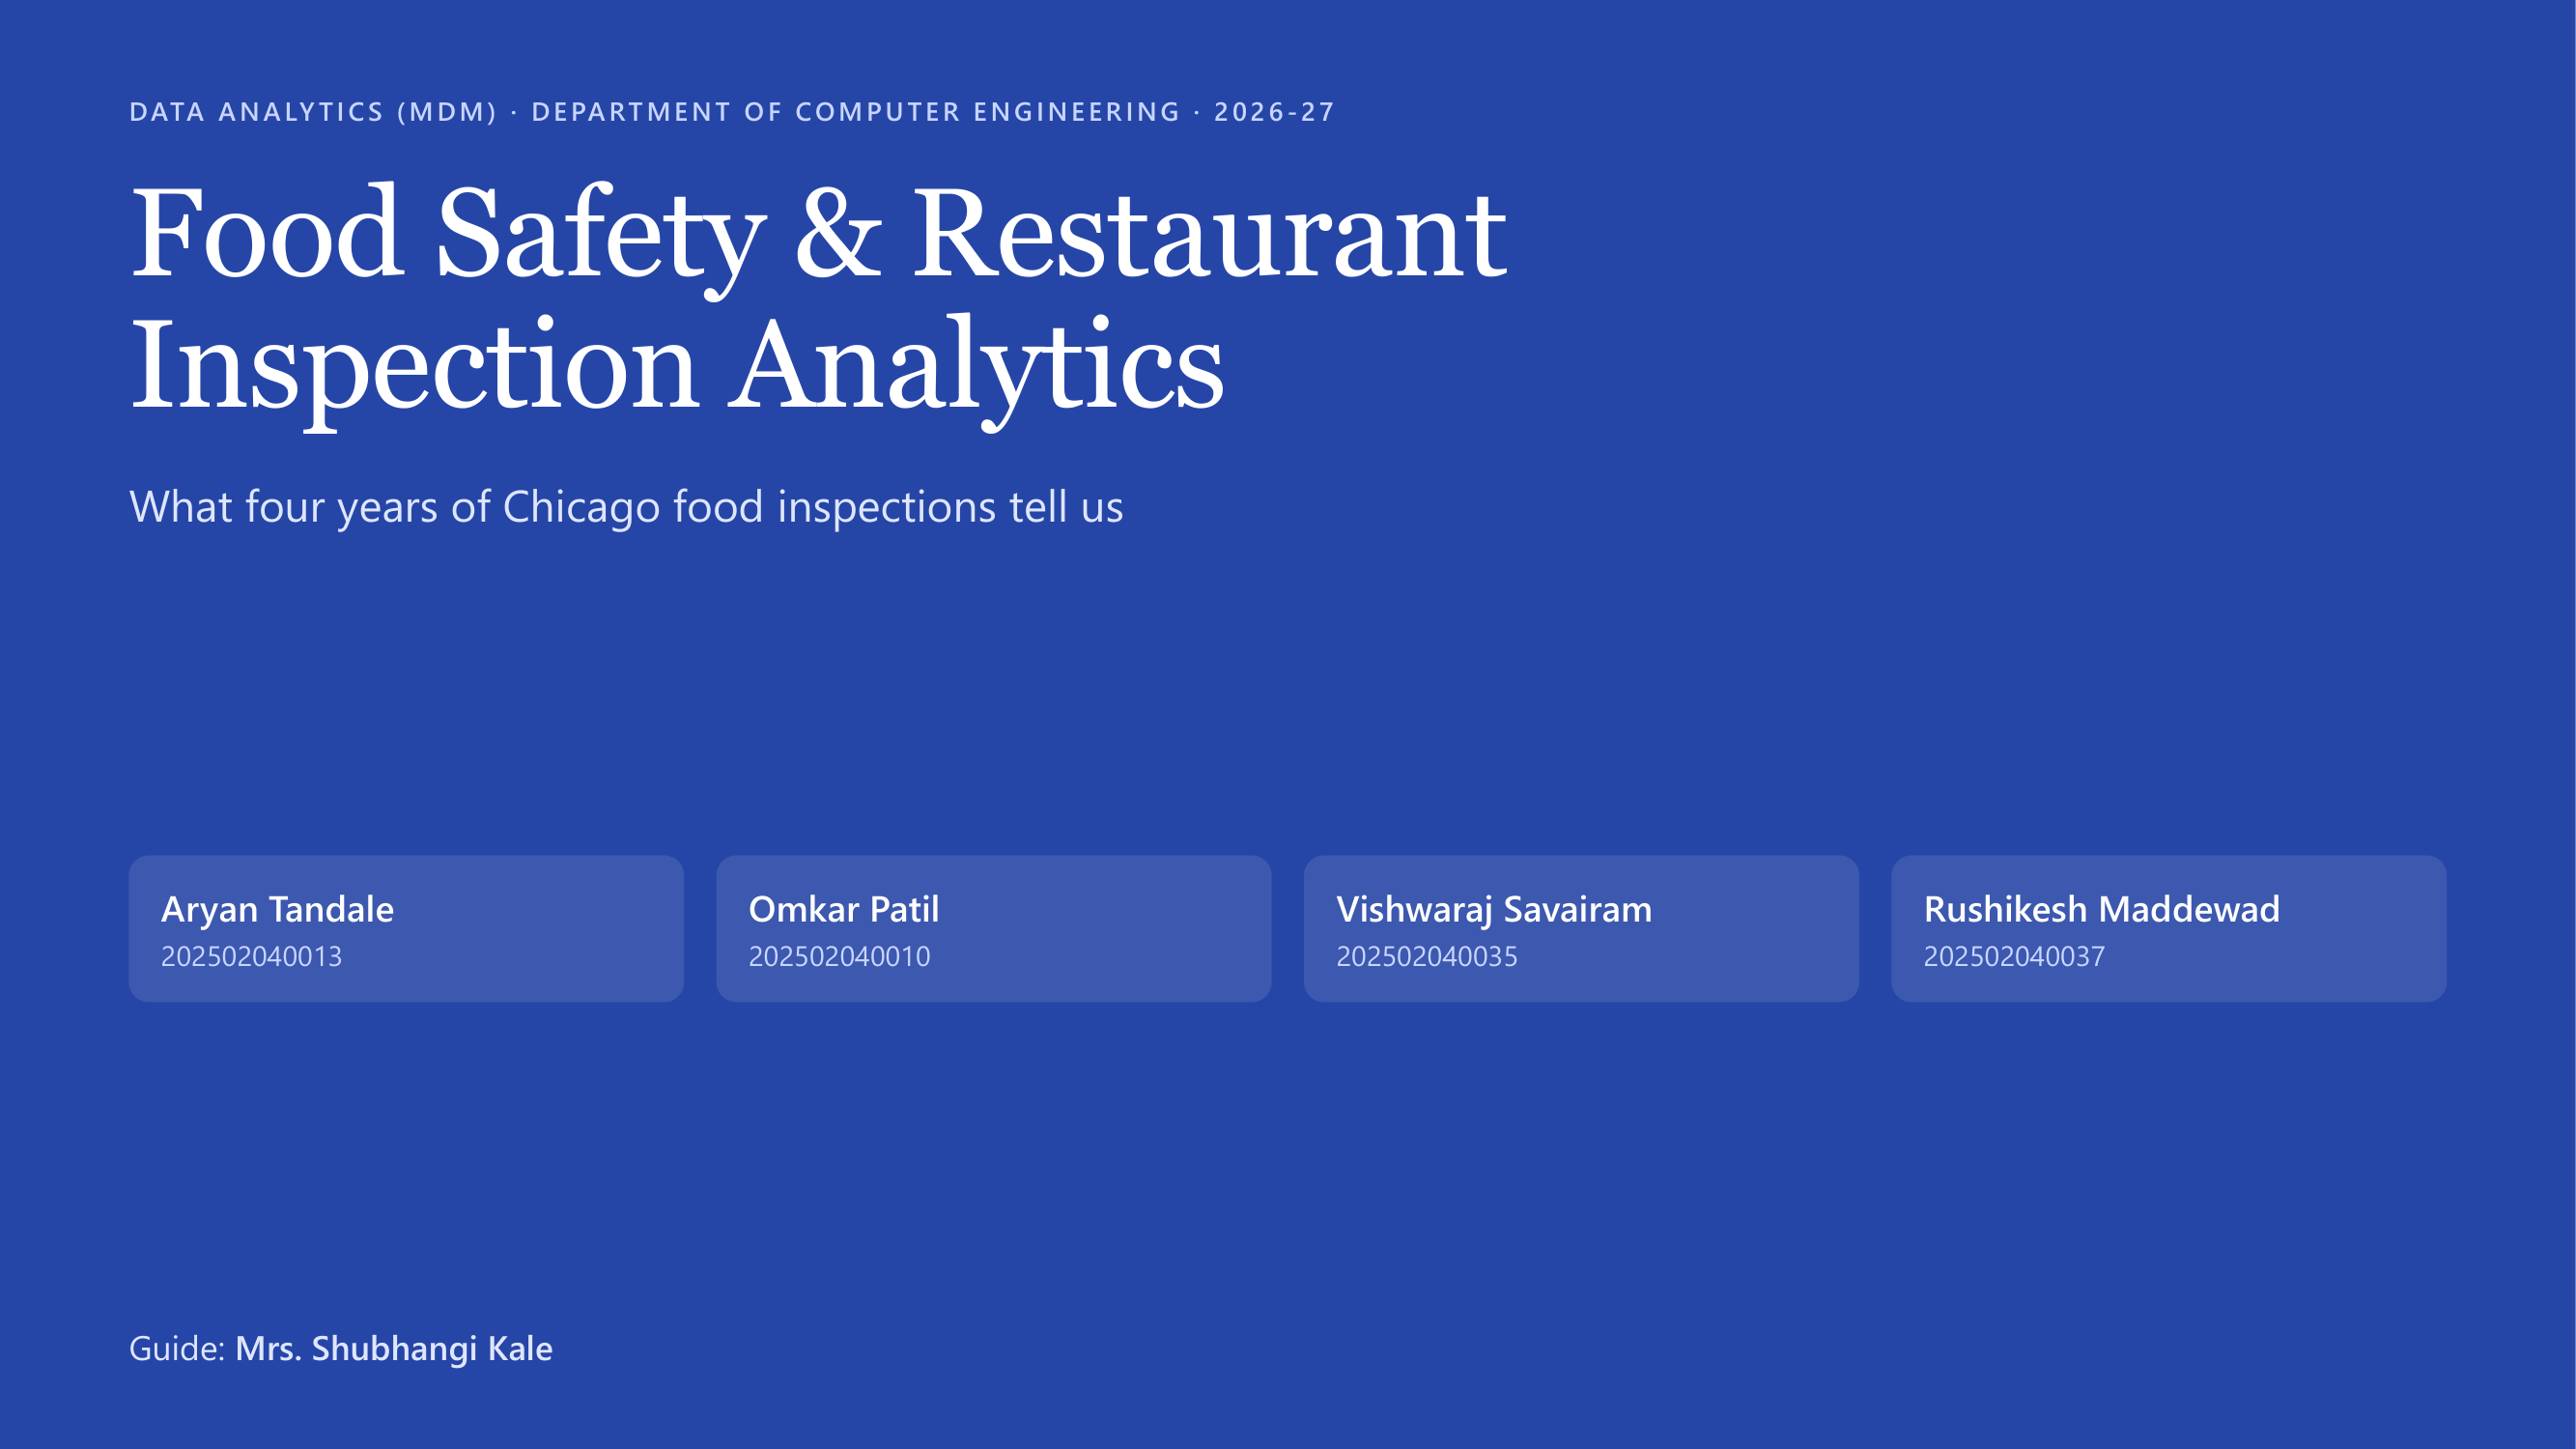 DATA ANALYTICS (MDM) · DEPARTMENT OF COMPUTER ENGINEERING · 2026-27
Food Safety & Restaurant
Inspection Analytics
What four years of Chicago food inspections tell us
Aryan Tandale
202502040013
Omkar Patil
202502040010
Vishwaraj Savairam
202502040035
Rushikesh Maddewad
202502040037
Guide: Mrs. Shubhangi Kale